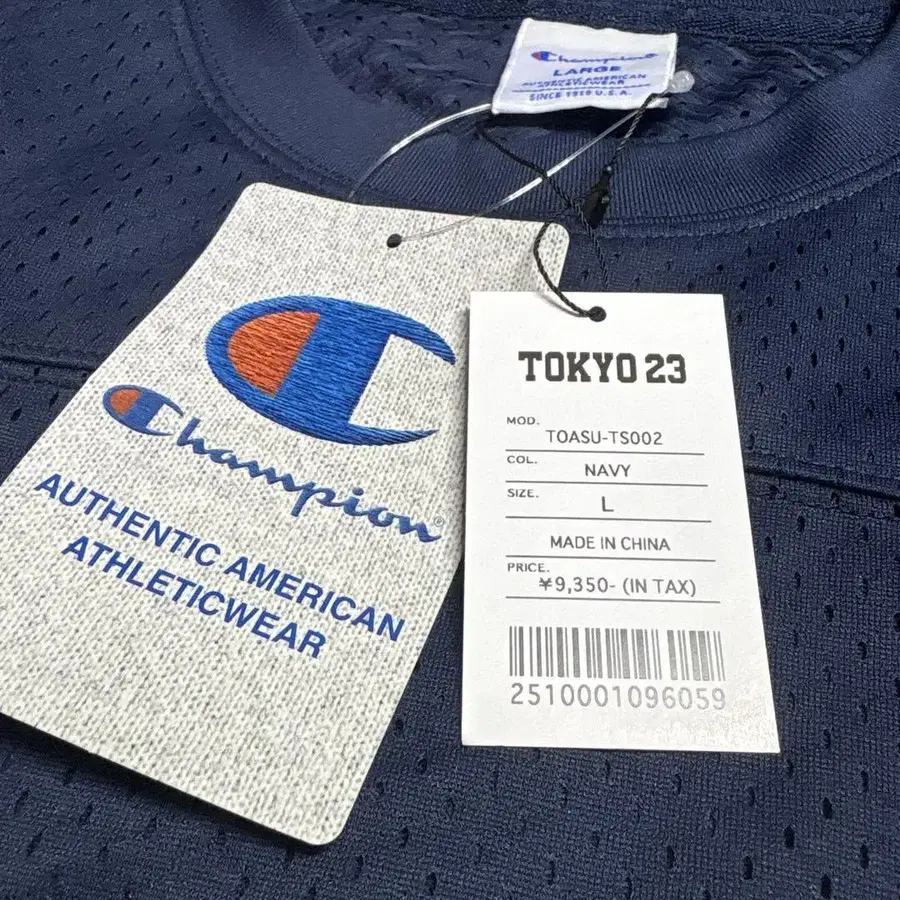 Champion
LARGE
AUTHENTIC AMERICAN
ATHLETICWEAR
SINCE 1919 U.S.A.
Champion®
AUTHENTIC AMERICAN
ATHLETICWEAR
TOKYO 23
MOD. TOASU-TS002
COL. NAVY
SIZE. L
MADE IN CHINA
PRICE. ¥9,350- (IN TAX)
2510001096059